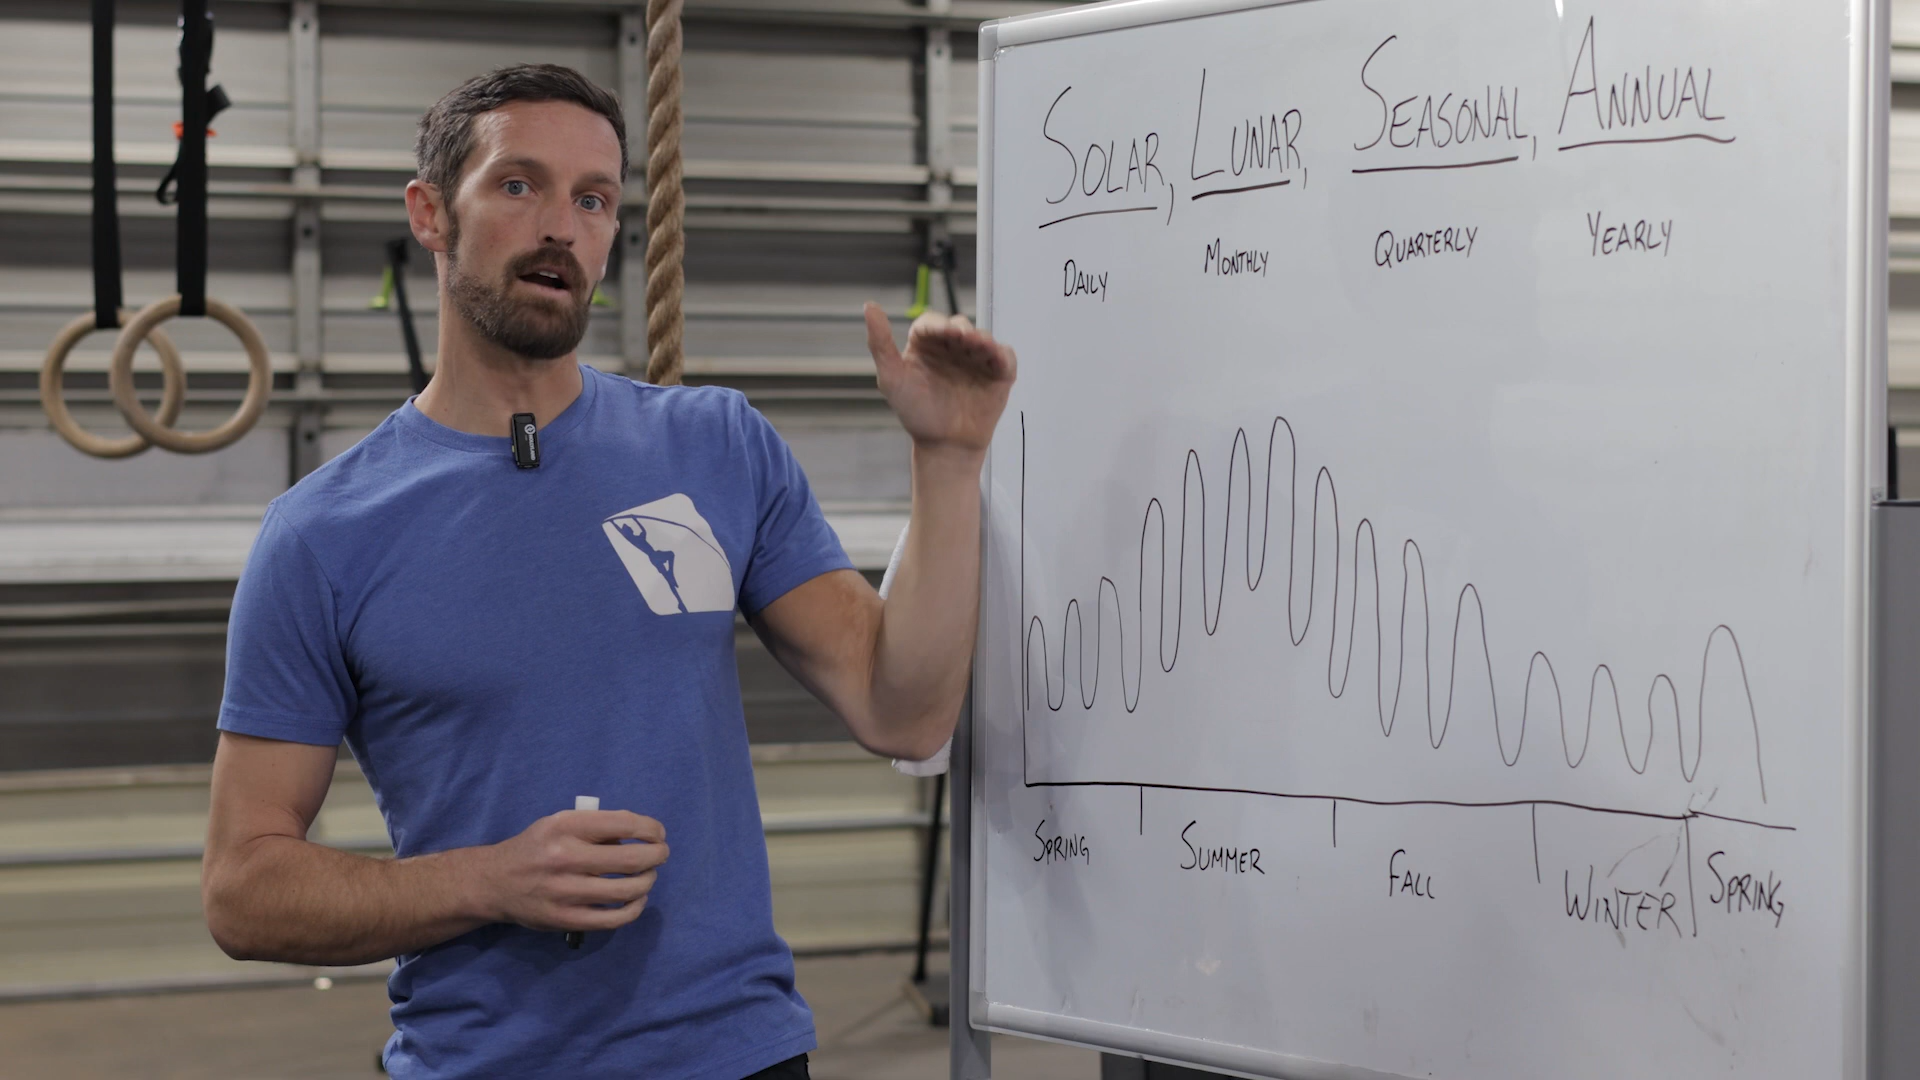 SOLAR, LUNAR, SEASONAL, ANNUAL
DAILY MONTHLY QUARTERLY YEARLY
SPRING SUMMER FALL WINTER SPRING